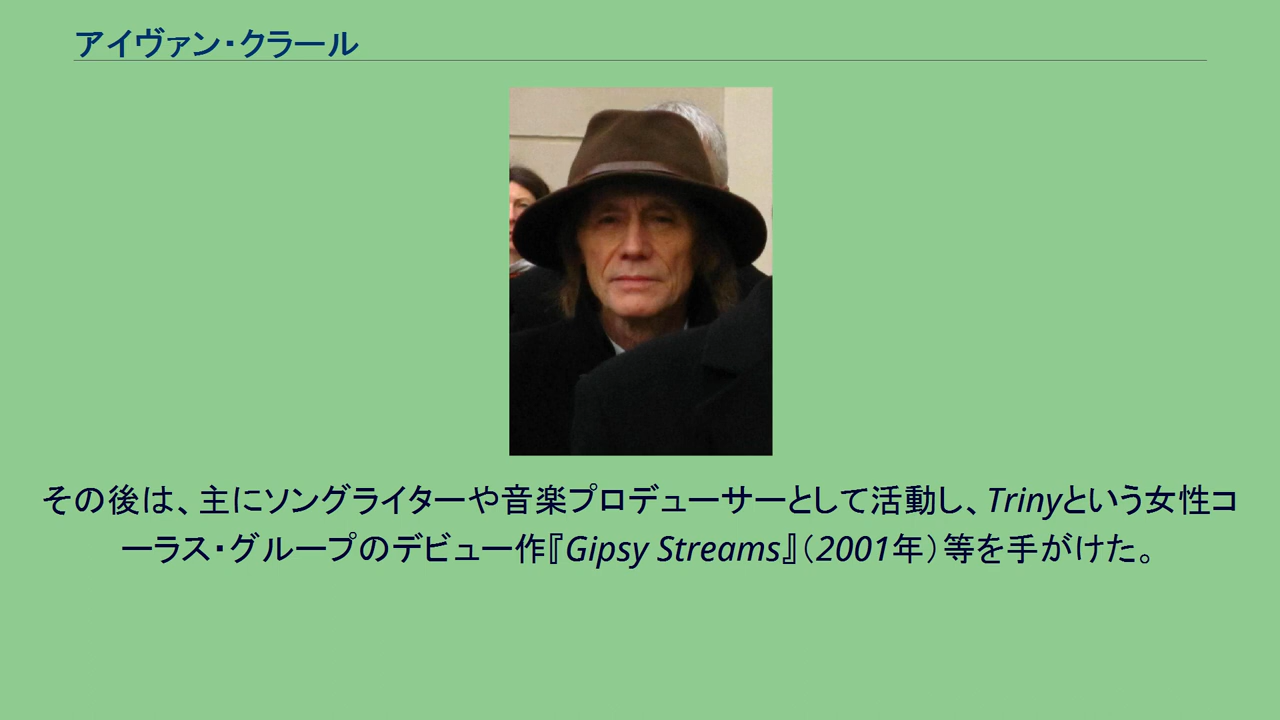 アイヴァン・クラール
その後は、主にソングライターや音楽プロデューサーとして活動し、Trinyという女性コ
ーラス・グループのデビュー作『Gipsy Streams』（2001年）等を手がけた。